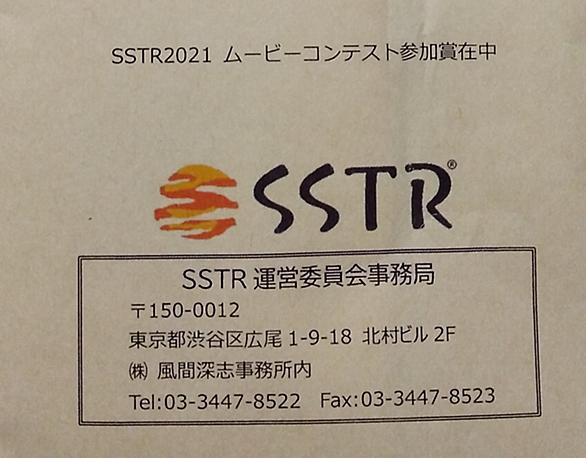 SSTR2021 ムービーコンテスト参加賞在中
SSTR®
SSTR 運営委員会事務局
〒150-0012
東京都渋谷区広尾 1-9-18 北村ビル 2F
㈱ 風間深志事務所内
Tel:03-3447-8522 Fax:03-3447-8523